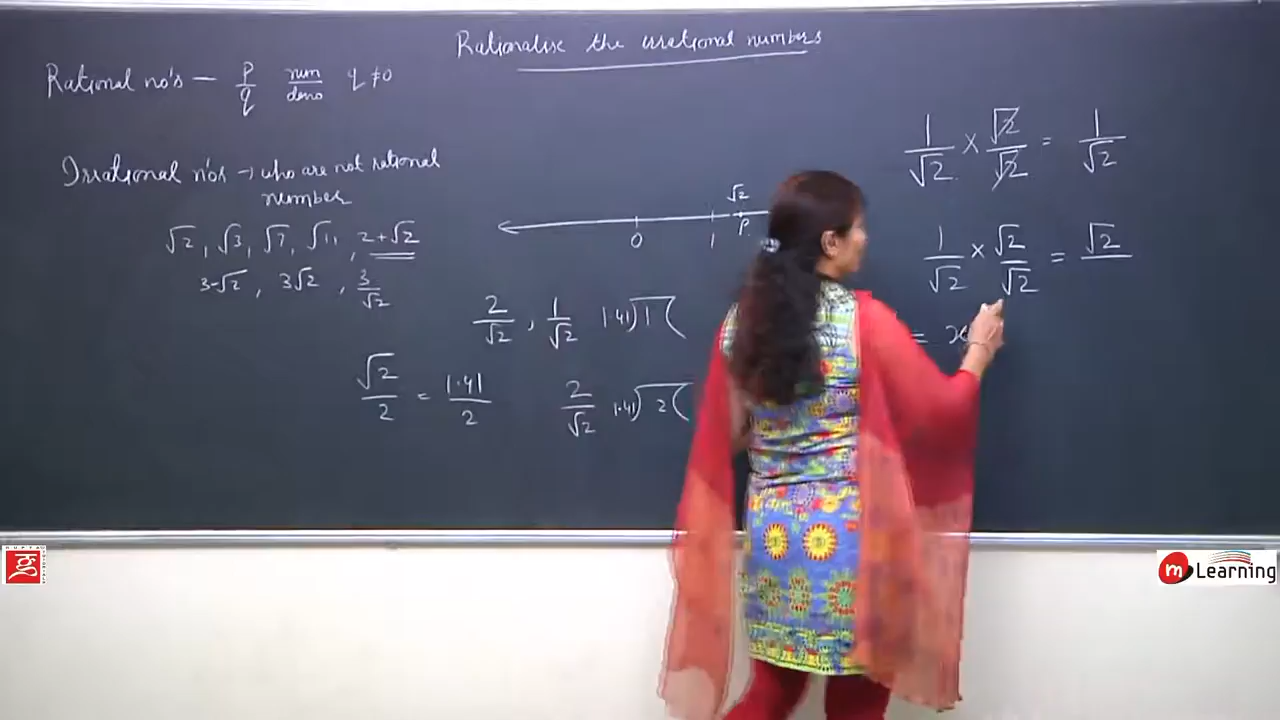 Rationalise the irrational numbers
Rational no's — p/q num/deno q ≠ 0
Irrational no's → who are not rational
number
√2, √3, √7, √11, 2+√2
3-√2, 3√2, 3/√2
√2
0 1 P
2/√2, 1/√2 1.41)1(
√2/2 = 1.41/2 2/√2 1.41)2(
1/√2 × √2/√2 = 1/√2
1/√2 × √2/√2 = √2
=
GUPTA TUTORIALS
m Learning